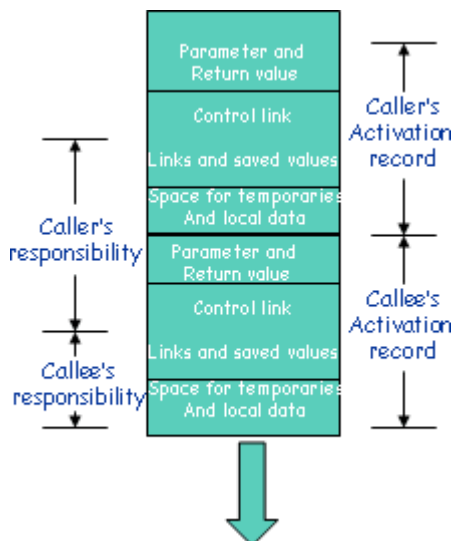 Parameter and
Return value
Control link
Links and saved values
Space for temporaries
And local data
Parameter and
Return value
Control link
Links and saved values
Space for temporaries
And local data
Caller's
responsibility
Callee's
responsibility
Caller's
Activation
record
Callee's
Activation
record